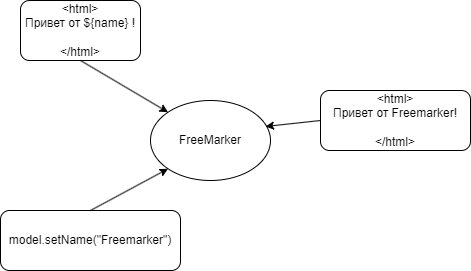 <html>
Привет от ${name} !
</html>
FreeMarker
<html>
Привет от Freemarker!
</html>
model.setName("Freemarker")